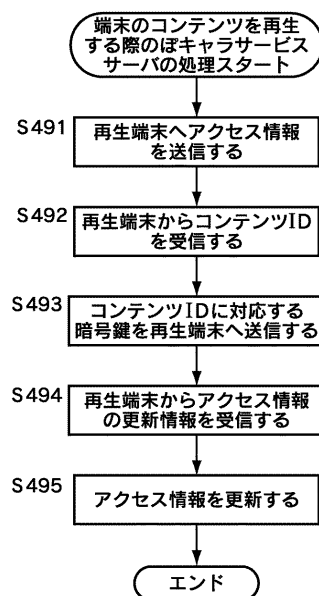 端末のコンテンツを再生
する際のぼキャラサービス
サーバの処理スタート
S491
再生端末へアクセス情報
を送信する
S492
再生端末からコンテンツID
を受信する
S493
コンテンツIDに対応する
暗号鍵を再生端末へ送信する
S494
再生端末からアクセス情報
の更新情報を受信する
S495
アクセス情報を更新する
エンド